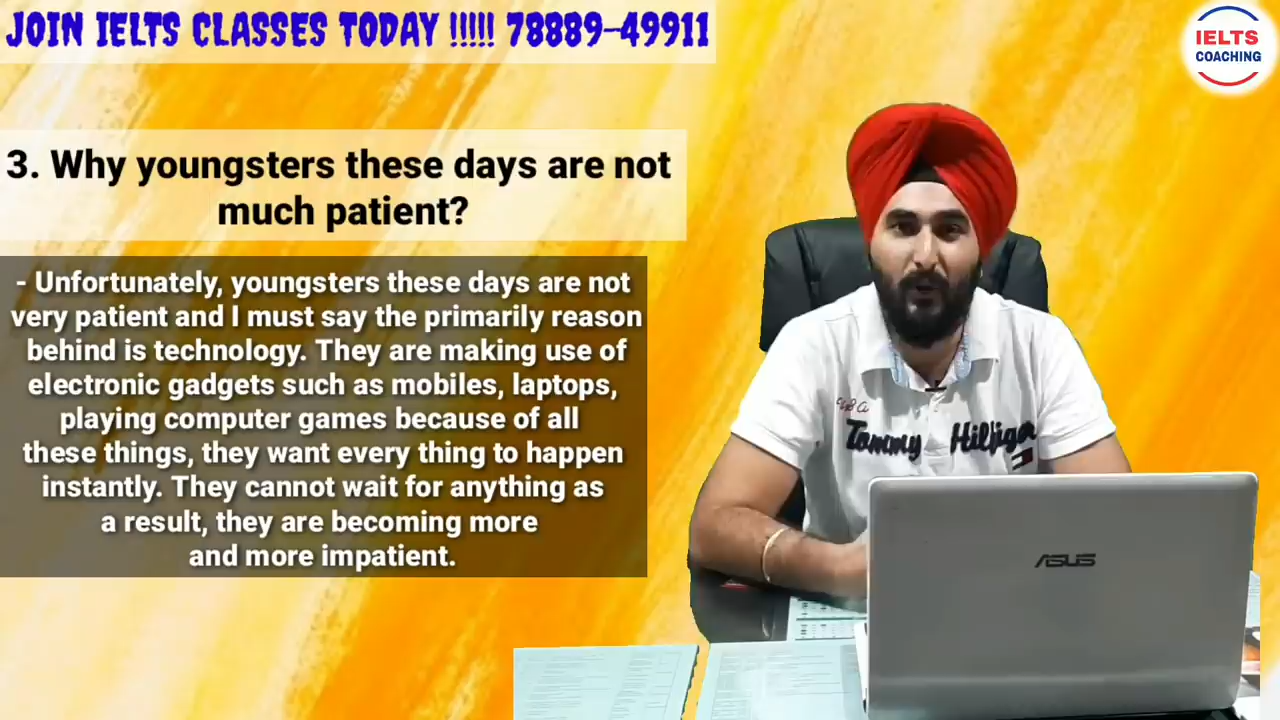 JOIN IELTS CLASSES TODAY !!!!! 78889-49911
IELTS
COACHING
3. Why youngsters these days are not
much patient?
- Unfortunately, youngsters these days are not
very patient and I must say the primarily reason
behind is technology. They are making use of
electronic gadgets such as mobiles, laptops,
playing computer games because of all
these things, they want every thing to happen
instantly. They cannot wait for anything as
a result, they are becoming more
and more impatient.
Tommy Hilfiger
ASUS